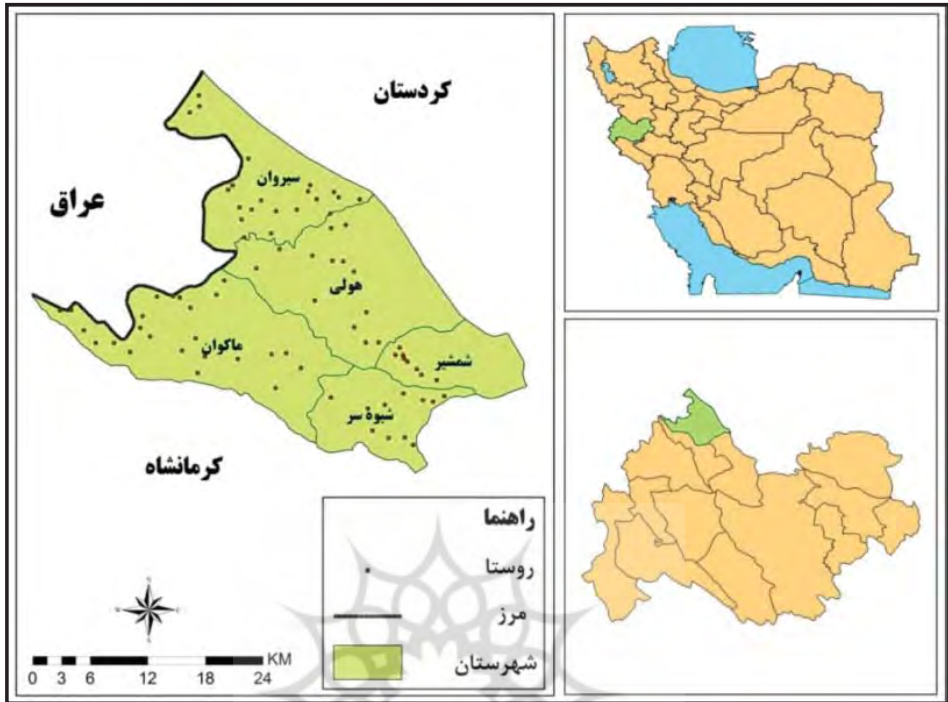 کردستان
سیروان
عراق
هولی
ماکوان
شمشیر
شیوهٔ سر
کرمانشاه
راهنما
روستا
مرز
شهرستان
KM
0 3 6 12 18 24